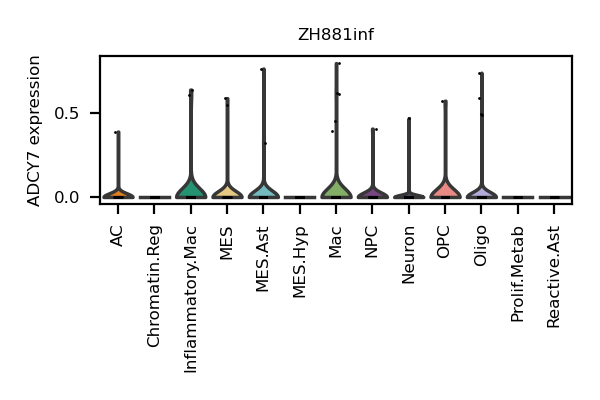 ZH881inf
ADCY7 expression
0.5
0.0
AC
Chromatin.Reg
Inflammatory.Mac
MES
MES.Ast
MES.Hyp
Mac
NPC
Neuron
OPC
Oligo
Prolif.Metab
Reactive.Ast